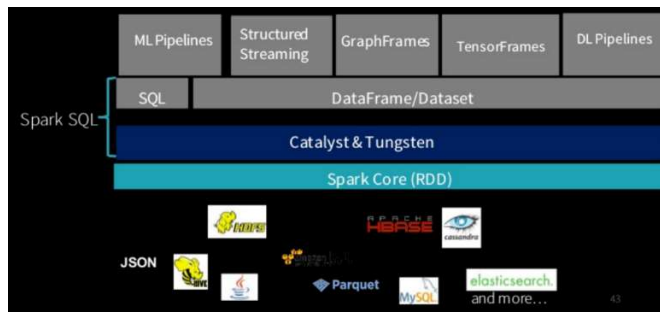 ML Pipelines
Structured
Streaming
GraphFrames
TensorFrames
DL Pipelines
SQL
DataFrame/Dataset
Spark SQL
Catalyst & Tungsten
Spark Core (RDD)
APACHE
HBASE
cassandra
JSON
HIVE
Parquet
MySQL
elasticsearch.
and more...
43